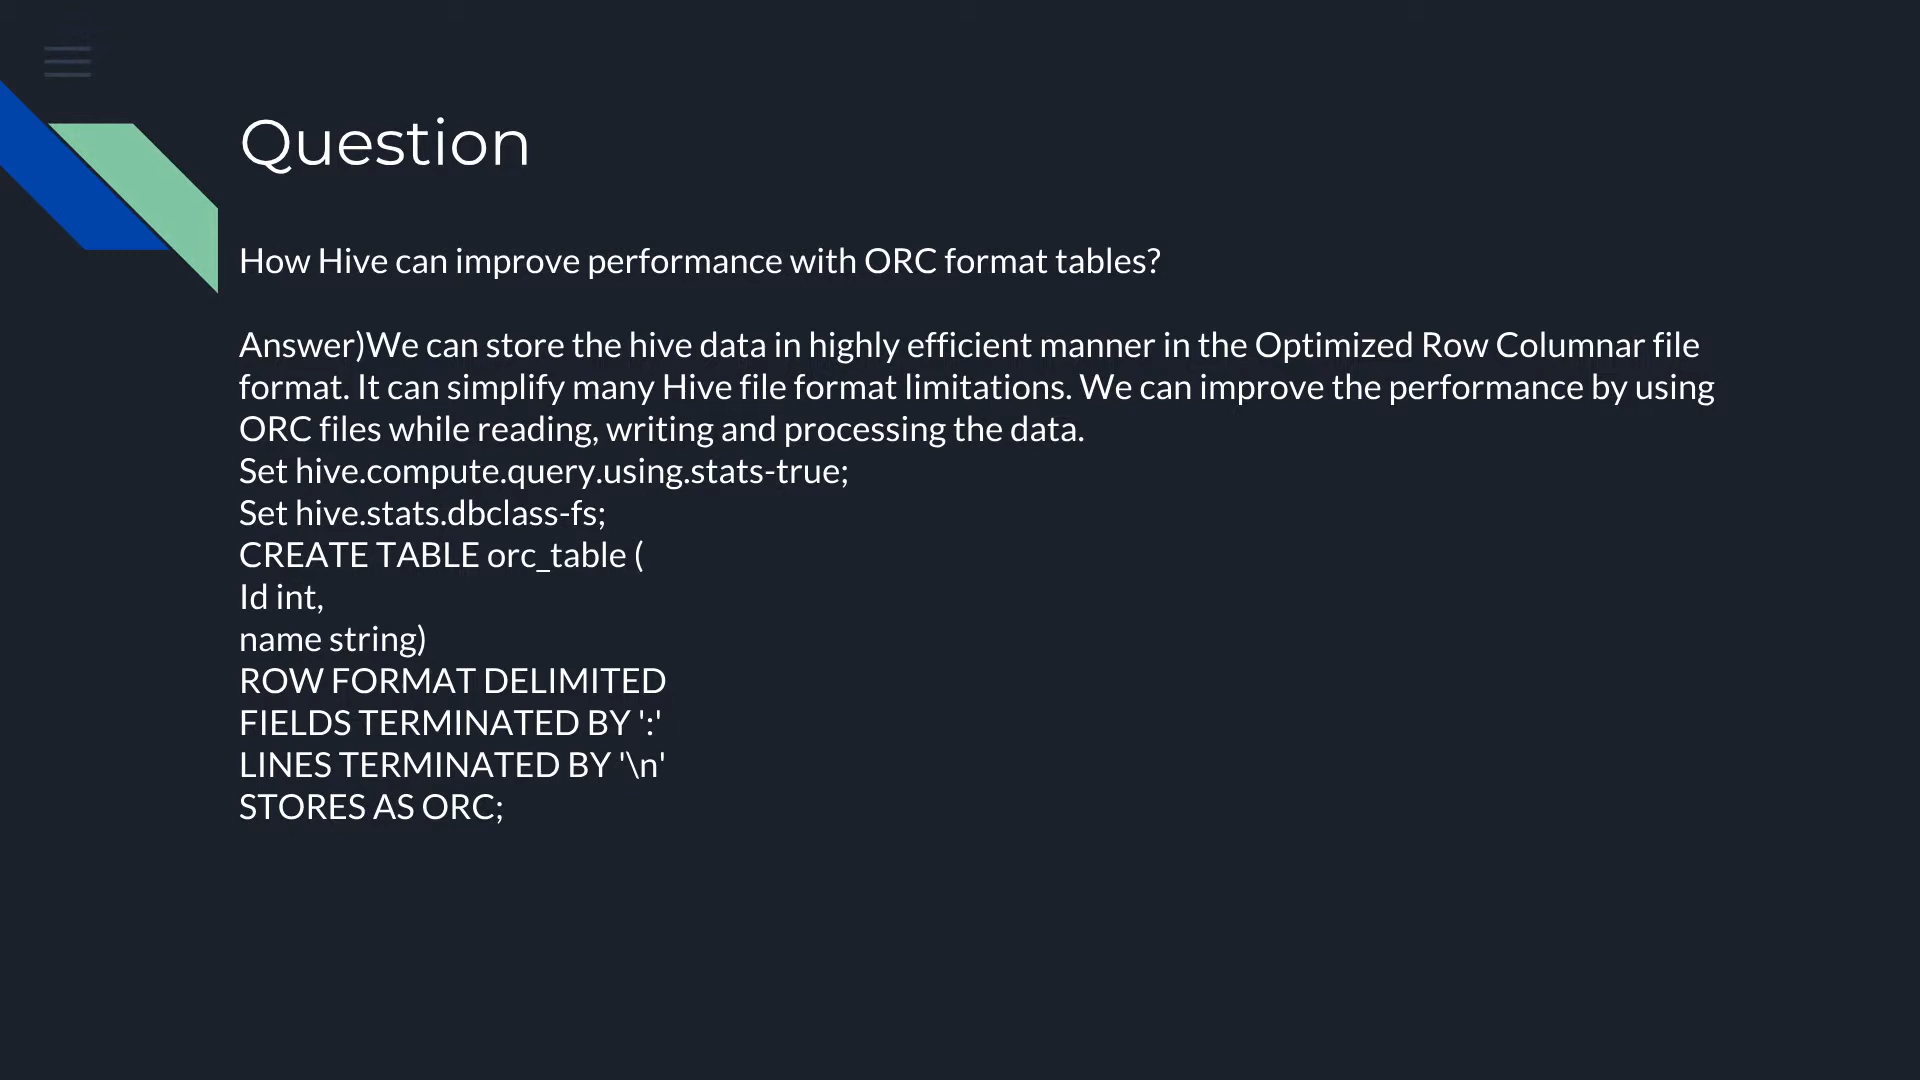 Question
How Hive can improve performance with ORC format tables?
Answer)We can store the hive data in highly efficient manner in the Optimized Row Columnar file
format. It can simplify many Hive file format limitations. We can improve the performance by using
ORC files while reading, writing and processing the data.
Set hive.compute.query.using.stats-true;
Set hive.stats.dbclass-fs;
CREATE TABLE orc_table (
Id int,
name string)
ROW FORMAT DELIMITED
FIELDS TERMINATED BY ':'
LINES TERMINATED BY '\n'
STORES AS ORC;